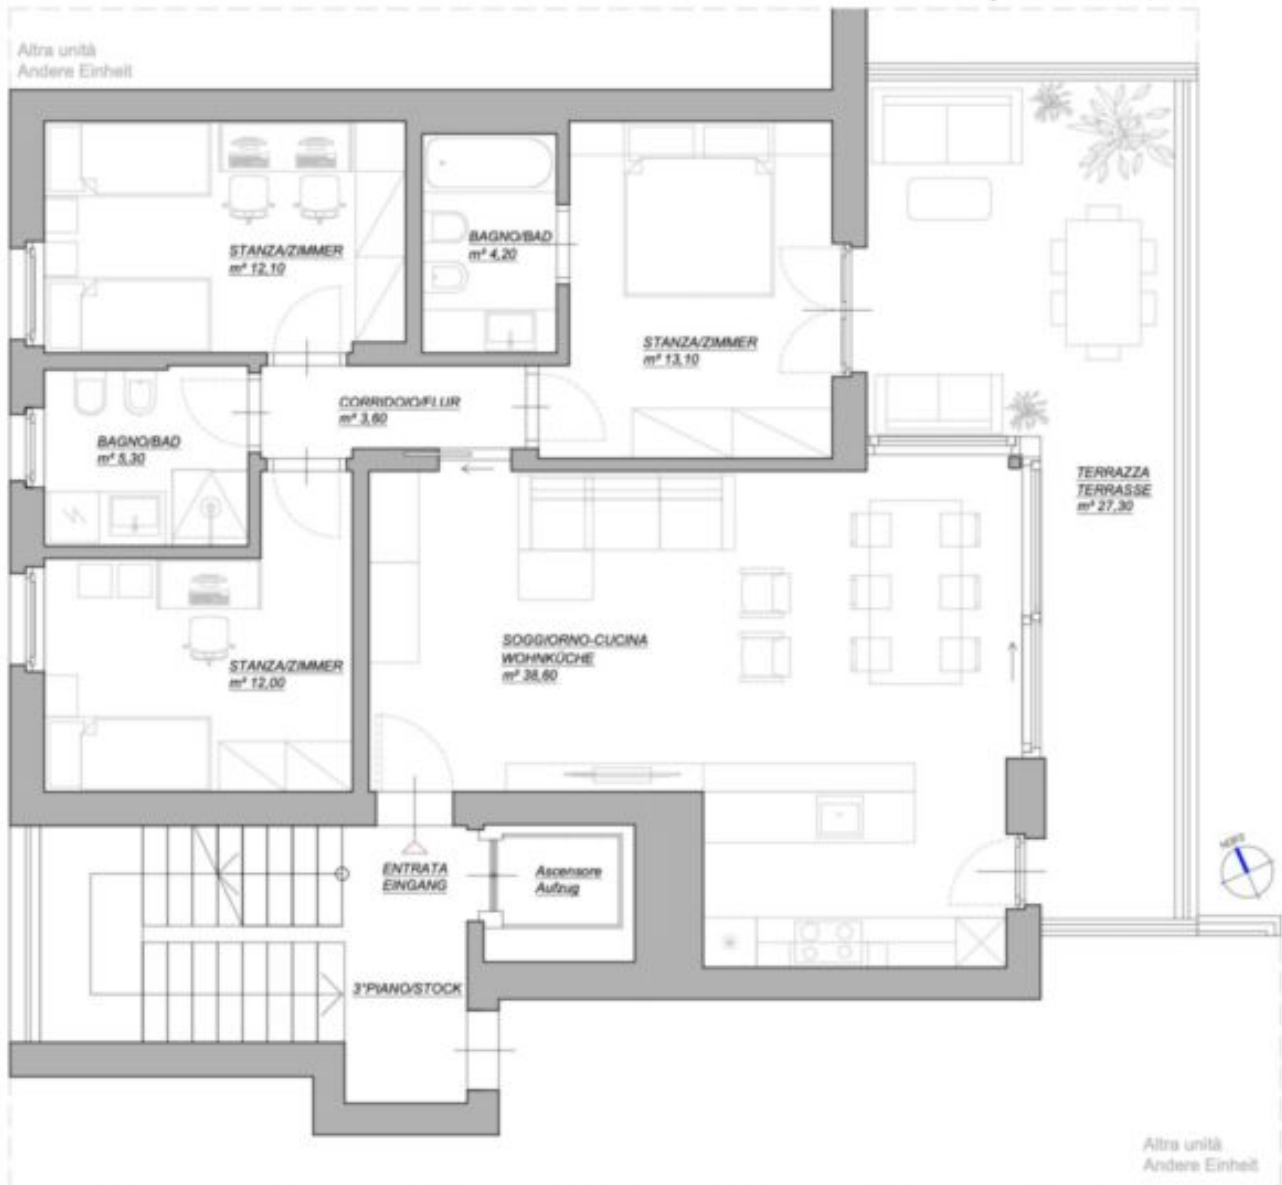 Altra unità
Andere Einheit
STANZA/ZIMMER
m² 12,10
BAGNO/BAD
m² 4,20
STANZA/ZIMMER
m² 13,10
CORRIDOIO/FLUR
m² 3,60
BAGNO/BAD
m² 5,30
TERRAZZA
TERRASSE
m² 27,30
SOGGIORNO-CUCINA
WOHNKÜCHE
m² 38,60
STANZA/ZIMMER
m² 12,00
NORD
ENTRATA
EINGANG
Ascensore
Aufzug
3°PIANO/STOCK
Altra unità
Andere Einheit